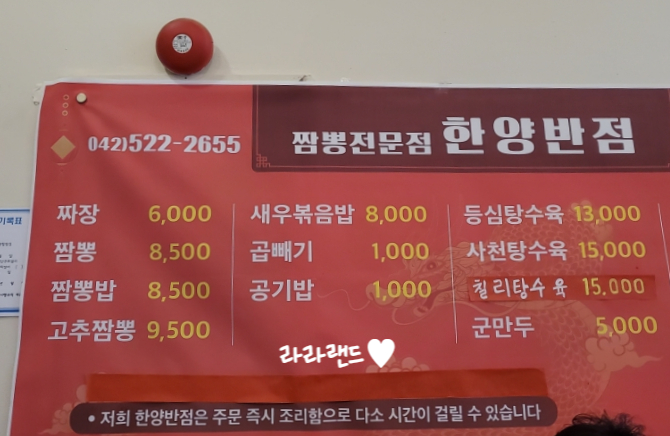 042)522-2655
짬뽕전문점 한양반점
짜장 6,000
짬뽕 8,500
짬뽕밥 8,500
고추짬뽕 9,500
새우볶음밥 8,000
곱빼기 1,000
공기밥 1,000
등심탕수육 13,000
사천탕수육 15,000
칠리탕수육 15,000
군만두 5,000
라라랜드♥
• 저희 한양반점은 주문 즉시 조리함으로 다소 시간이 걸릴 수 있습니다